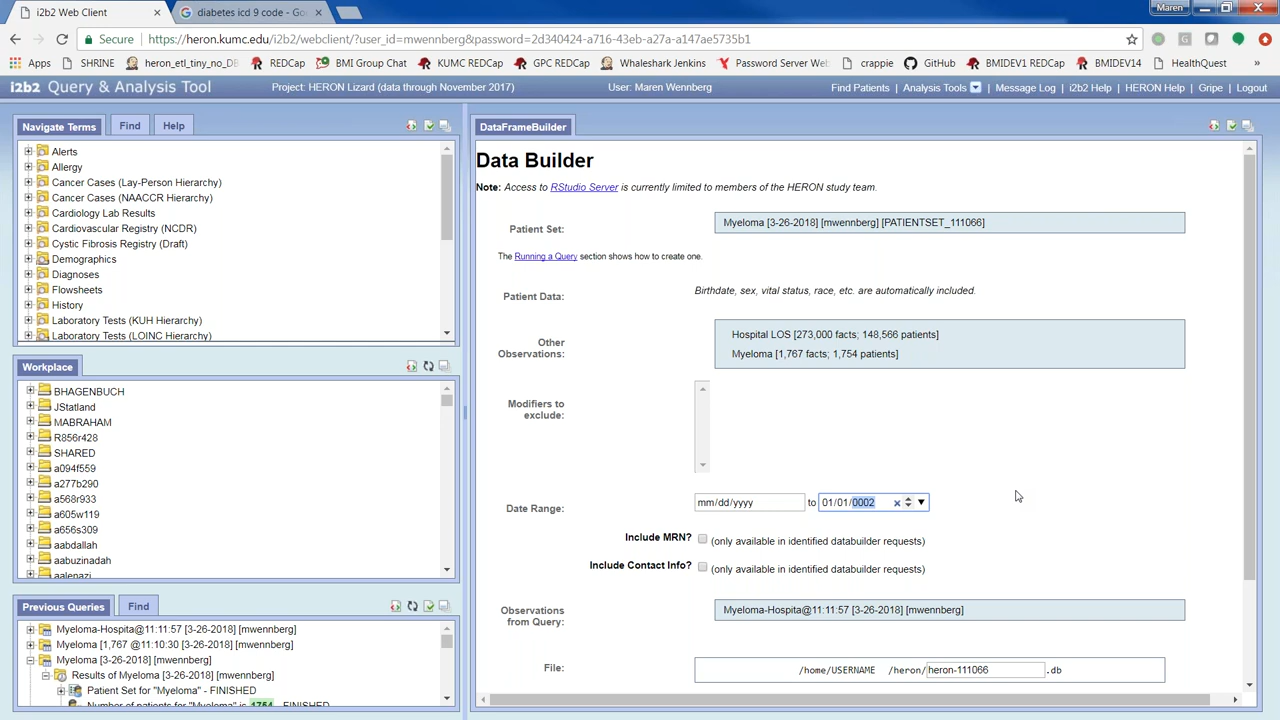 i2b2 Web Client
diabetes icd 9 code - Go
Maren
Secure
https://heron.kumc.edu/i2b2/webclient/?user_id=mwennberg&password=2d340424-a716-43eb-a27a-a147ae5735b1
Apps SHRINE heron_etl_tiny_no_DB REDCap BMI Group Chat KUMC REDCap GPC REDCap Whaleshark Jenkins Password Server Web crappie GitHub BMIDEV1 REDCap BMIDEV14 HealthQuest »
i2b2 Query & Analysis Tool
Project: HERON Lizard (data through November 2017)
User: Maren Wennberg
Find Patients | Analysis Tools | Message Log | i2b2 Help | HERON Help | Gripe | Logout
Navigate Terms Find Help
Alerts
Allergy
Cancer Cases (Lay-Person Hierarchy)
Cancer Cases (NAACCR Hierarchy)
Cardiology Lab Results
Cardiovascular Registry (NCDR)
Cystic Fibrosis Registry (Draft)
Demographics
Diagnoses
Flowsheets
History
Laboratory Tests (KUH Hierarchy)
Laboratory Tests (LOINC Hierarchy)
Workplace
BHAGENBUCH
JStatland
MABRAHAM
R856r428
SHARED
a094f559
a277b290
a568r933
a605w119
a656s309
aabdallah
aabuzinadah
aalenazi
Previous Queries Find
Myeloma-Hospita@11:11:57 [3-26-2018] [mwennberg]
Myeloma [1,767 @11:10:30 [3-26-2018] [mwennberg]
Myeloma [3-26-2018] [mwennberg]
Results of Myeloma [3-26-2018] [mwennberg]
Patient Set for "Myeloma" - FINISHED
Number of patients for "Myeloma" is 1754 - FINISHED
DataFrameBuilder
Data Builder
Note: Access to RStudio Server is currently limited to members of the HERON study team.
Patient Set:
Myeloma [3-26-2018] [mwennberg] [PATIENTSET_111066]
The Running a Query section shows how to create one.
Patient Data:
Birthdate, sex, vital status, race, etc. are automatically included.
Other Observations:
Hospital LOS [273,000 facts; 148,566 patients]
Myeloma [1,767 facts; 1,754 patients]
Modifiers to exclude:
Date Range:
mm/dd/yyyy to 01/01/0002
Include MRN? (only available in identified databuilder requests)
Include Contact Info? (only available in identified databuilder requests)
Observations from Query:
Myeloma-Hospita@11:11:57 [3-26-2018] [mwennberg]
File:
/home/USERNAME /heron/ heron-111066 .db